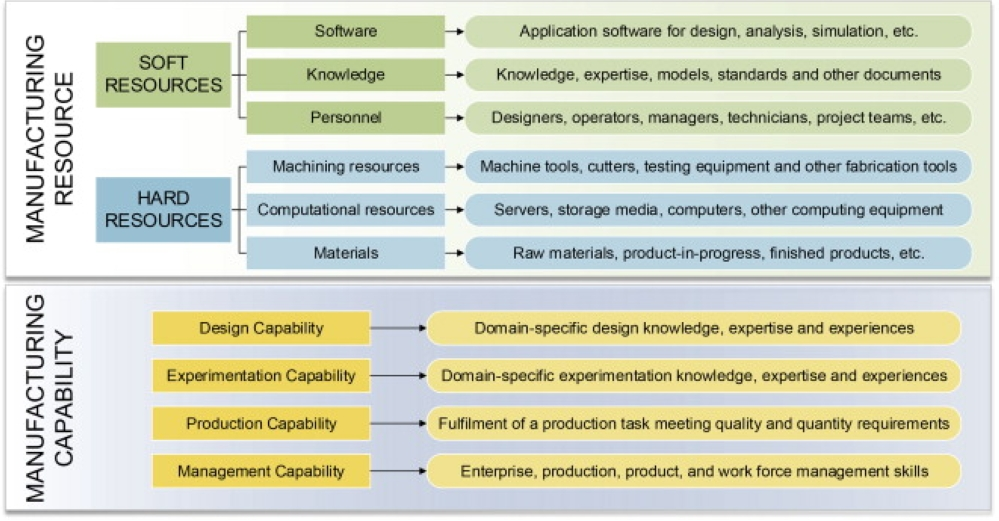 MANUFACTURING
RESOURCE
SOFT
RESOURCES
Software
Application software for design, analysis, simulation, etc.
Knowledge
Knowledge, expertise, models, standards and other documents
Personnel
Designers, operators, managers, technicians, project teams, etc.
HARD
RESOURCES
Machining resources
Machine tools, cutters, testing equipment and other fabrication tools
Computational resources
Servers, storage media, computers, other computing equipment
Materials
Raw materials, product-in-progress, finished products, etc.
MANUFACTURING
CAPABILITY
Design Capability
Domain-specific design knowledge, expertise and experiences
Experimentation Capability
Domain-specific experimentation knowledge, expertise and experiences
Production Capability
Fulfilment of a production task meeting quality and quantity requirements
Management Capability
Enterprise, production, product, and work force management skills